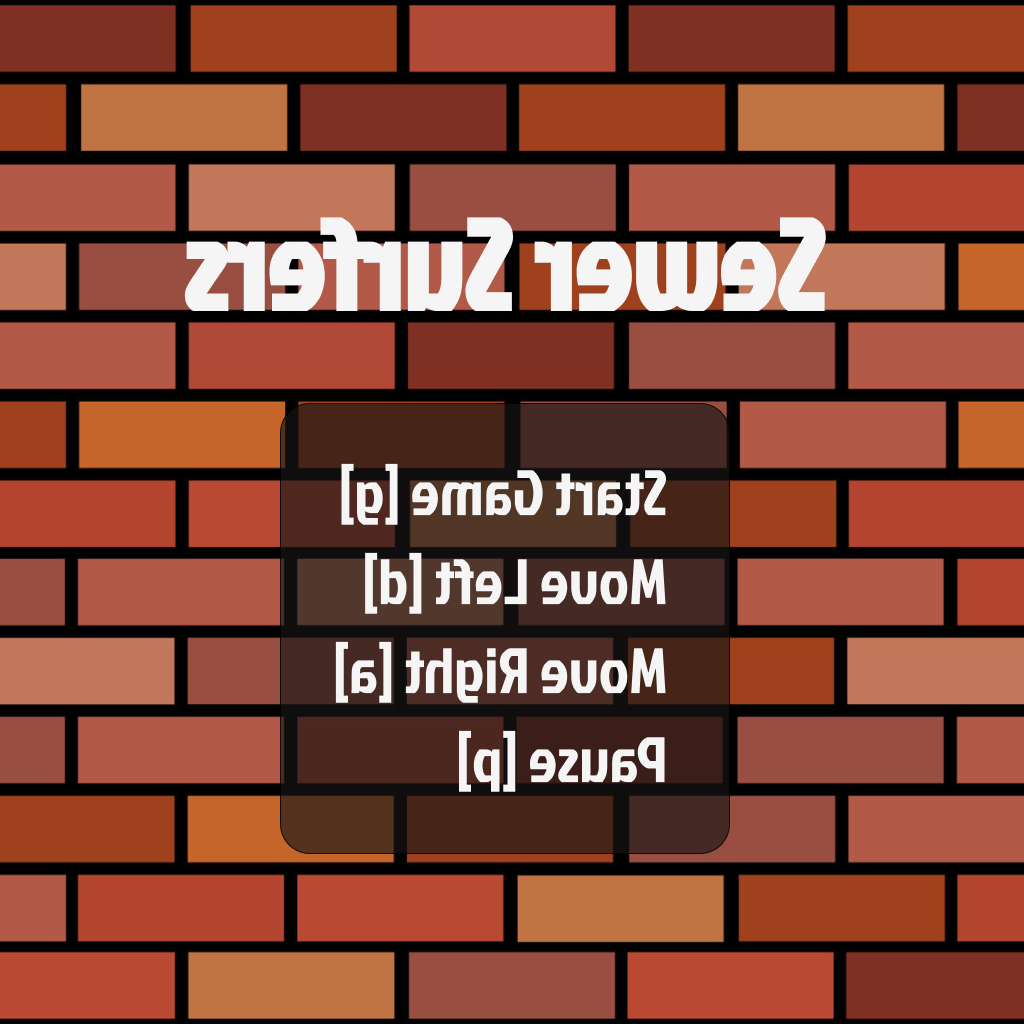 Sewer Surfers
Start Game [g]
Move Left [d]
Move Right [a]
Pause [p]